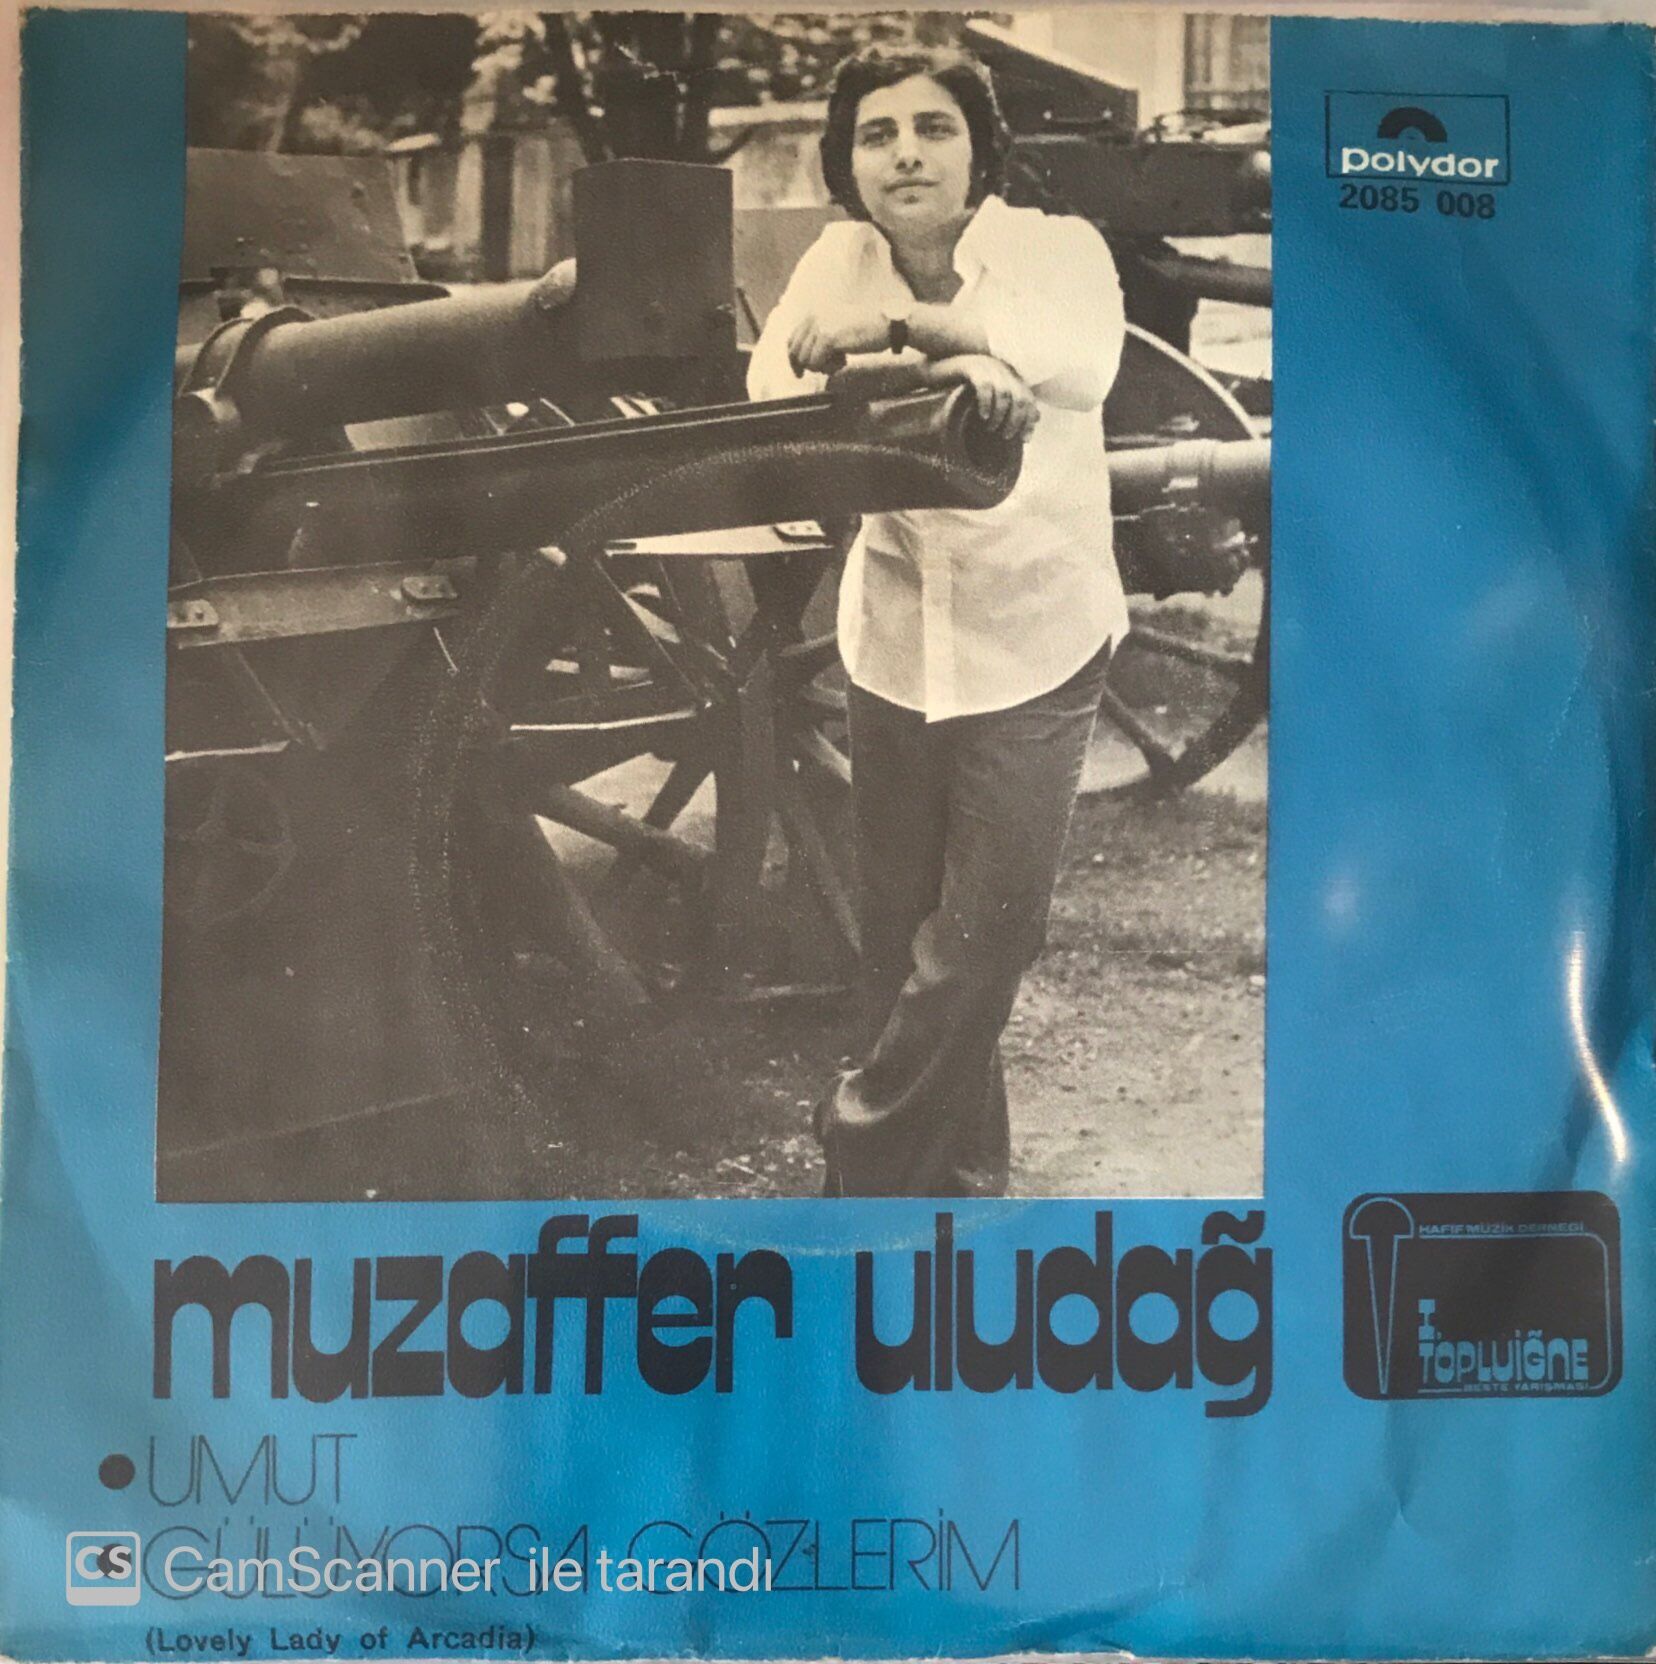 polydor
2085 008
muzaffer uludağ
HAFİF MÜZİK DERNEĞİ
I. TOPLUİĞNE
BESTE YARIŞMASI
UMUT
GÜLÜYORSA GÖZLERİM
CS CamScanner ile tarandı
(Lovely Lady of Arcadia)